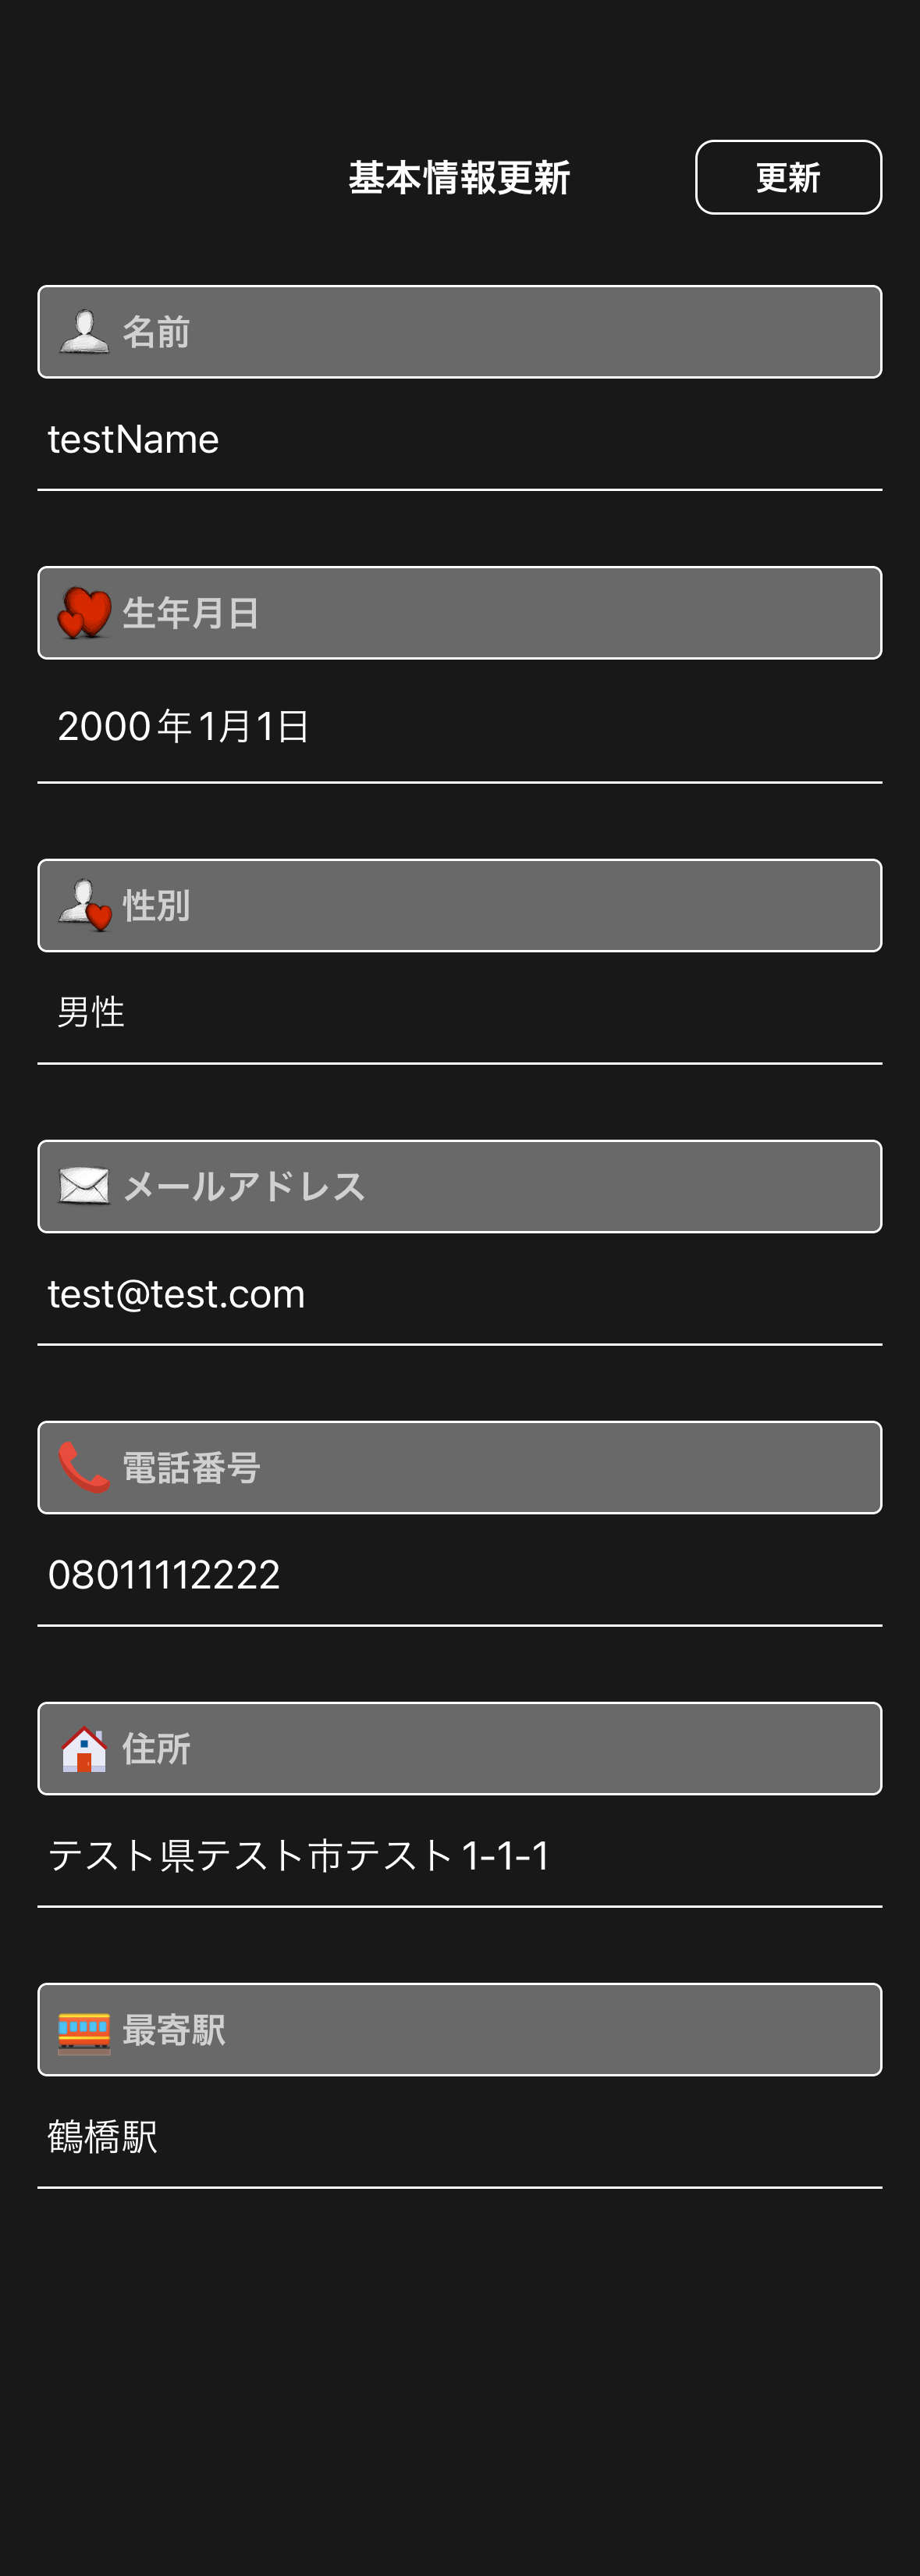 基本情報更新
更新
名前
testName
生年月日
2000年1月1日
性別
男性
メールアドレス
test@test.com
電話番号
08011112222
住所
テスト県テスト市テスト1-1-1
最寄駅
鶴橋駅